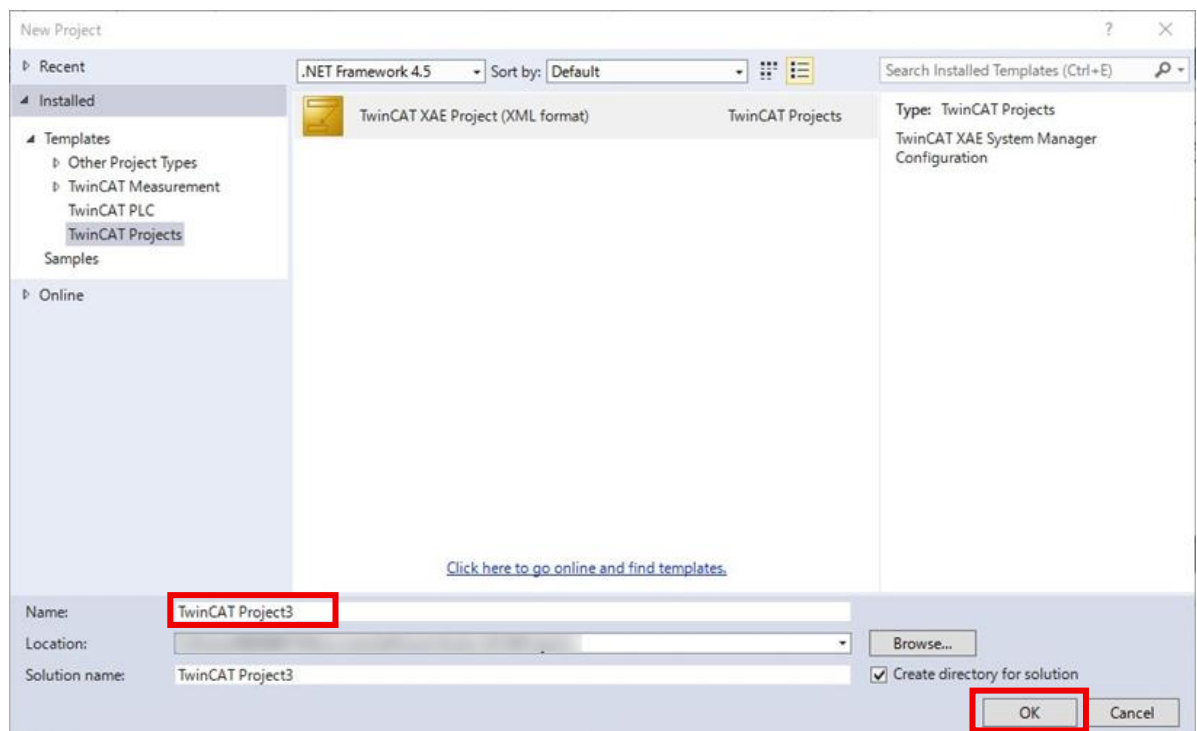 New Project
Recent
.NET Framework 4.5
Sort by: Default
Search Installed Templates (Ctrl+E)
Installed
Templates
Other Project Types
TwinCAT Measurement
TwinCAT PLC
TwinCAT Projects
Samples
Online
TwinCAT XAE Project (XML format)
TwinCAT Projects
Type: TwinCAT Projects
TwinCAT XAE System Manager
Configuration
Click here to go online and find templates.
Name: TwinCAT Project3
Location:
Browse...
Solution name: TwinCAT Project3
Create directory for solution
OK
Cancel